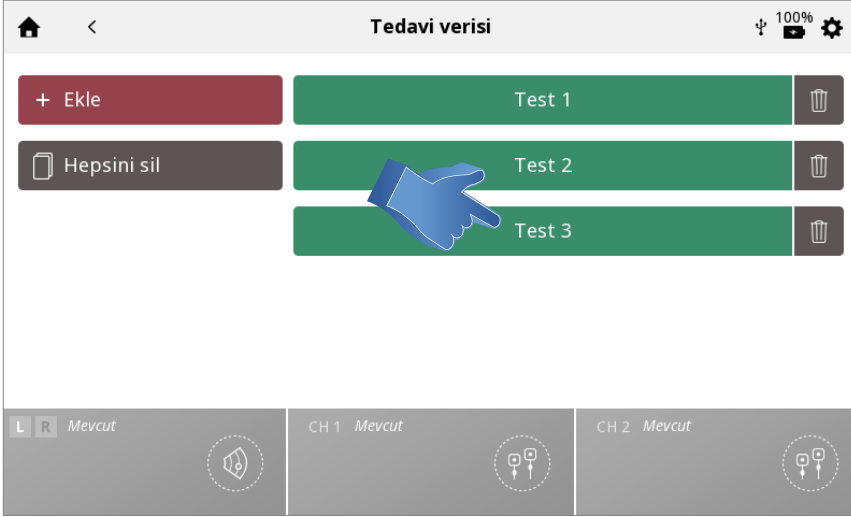 Tedavi verisi
100%
+ Ekle
Hepsini sil
Test 1
Test 2
Test 3
L R Mevcut
CH 1 Mevcut
CH 2 Mevcut